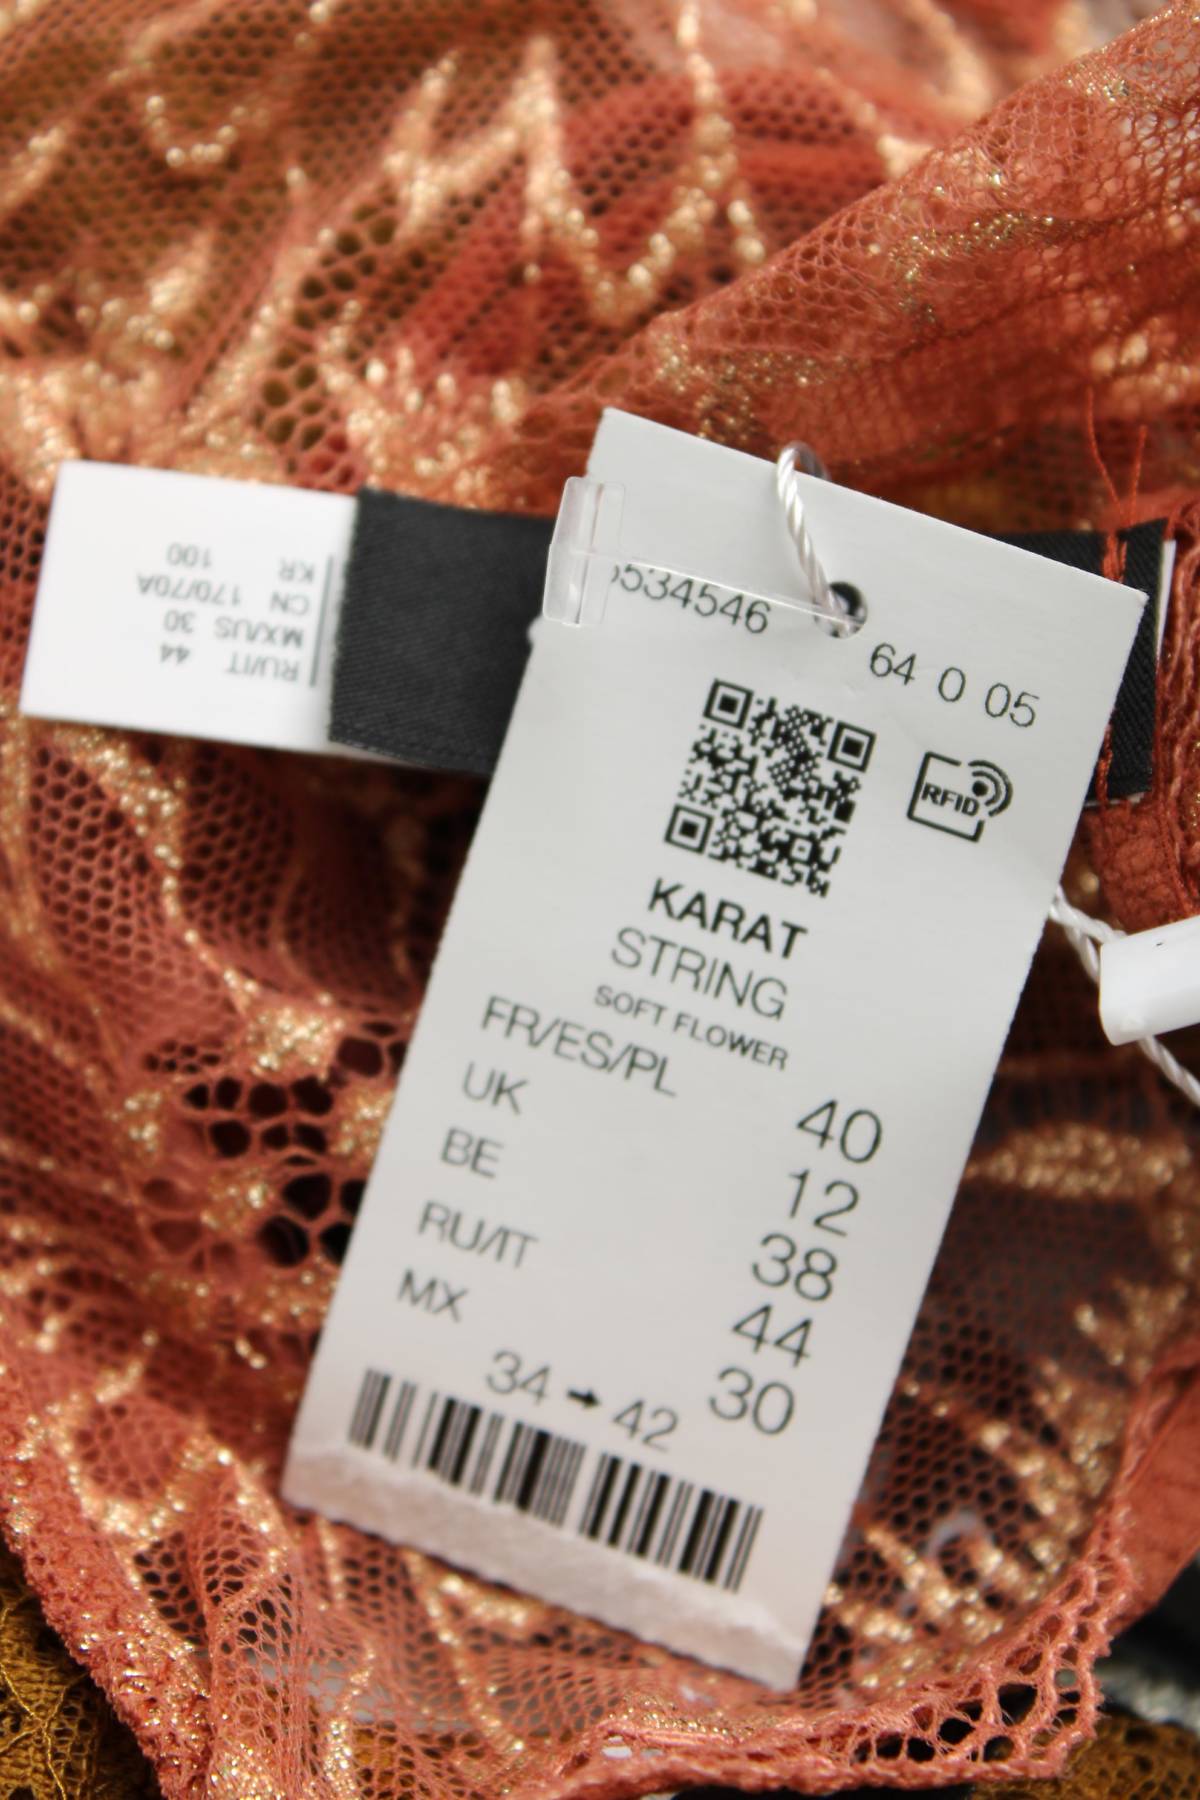 534546
64 0 05
RFID
KARAT
STRING
SOFT FLOWER
FR/ES/PL 40
UK 12
BE 38
RU/IT 44
MX 30
34 → 42
RU/IT 44
MX/US 30
CN 170/70A
KR 100